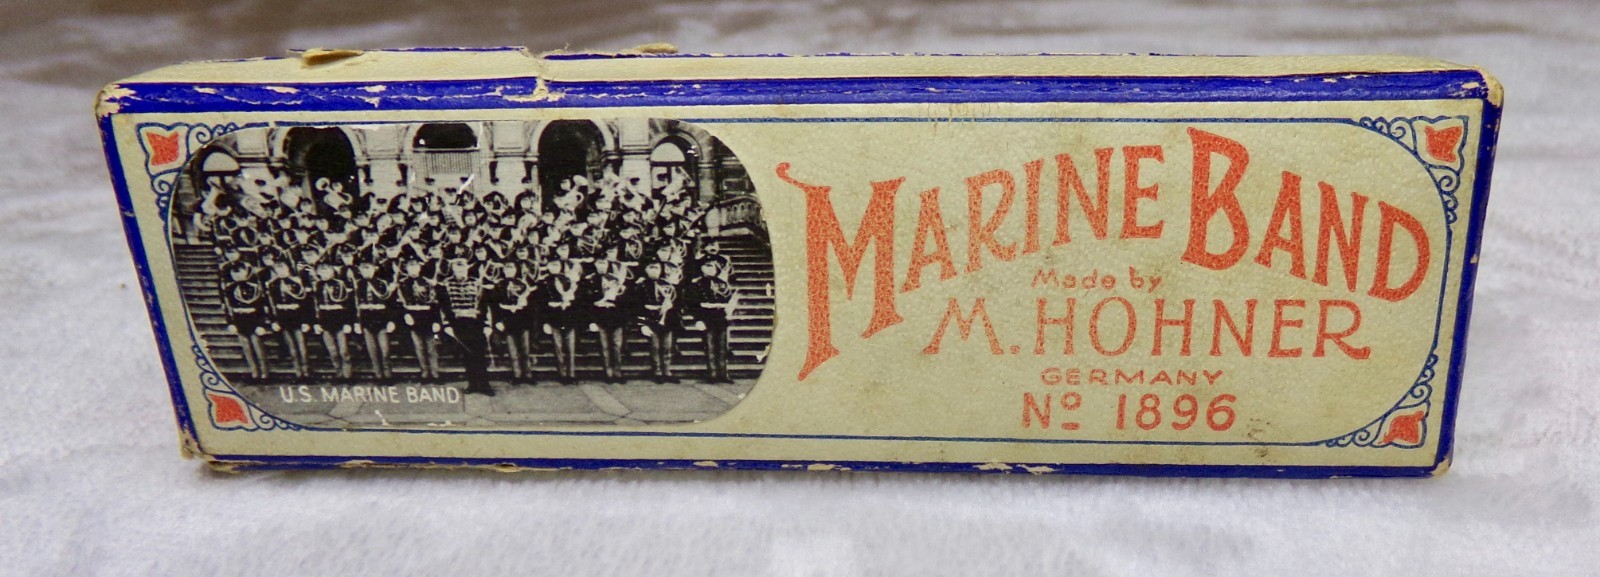 U.S. MARINE BAND
MARINE BAND
Made by
M. HOHNER
GERMANY
Nº 1896